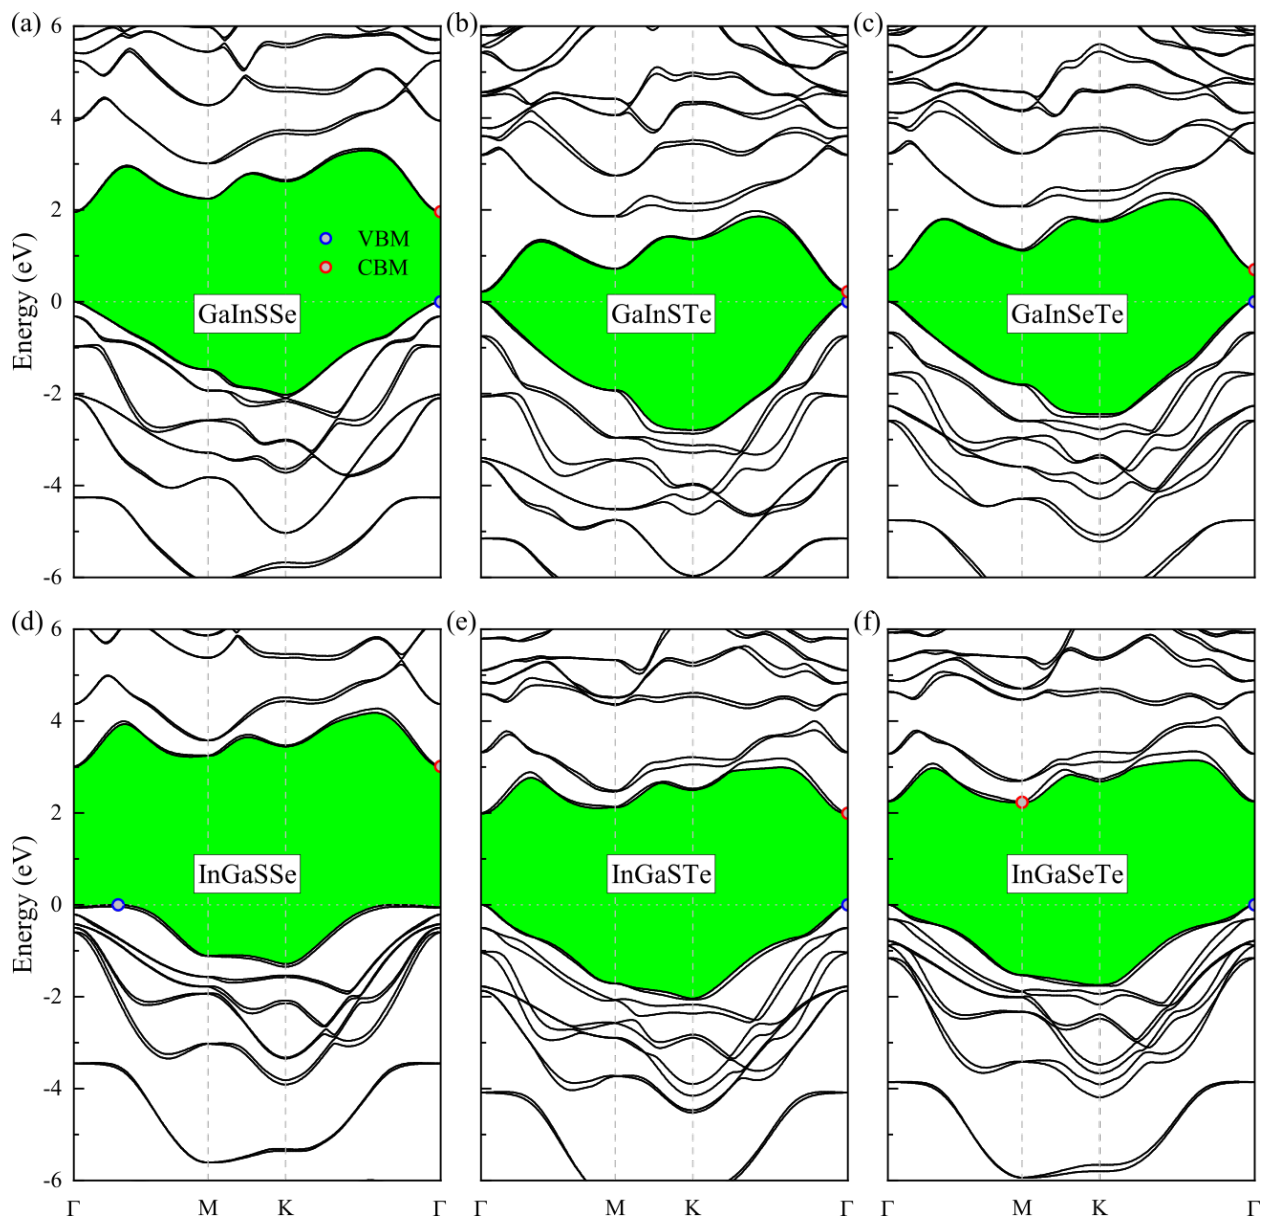 (a)
(b)
(c)
6
4
2
0
-2
-4
-6
Energy (eV)
VBM
CBM
GaInSSe
GaInSTe
GaInSeTe
(d)
(e)
(f)
6
4
2
0
-2
-4
-6
Energy (eV)
InGaSSe
InGaSTe
InGaSeTe
Γ M K Γ
Γ M K Γ
Γ M K Γ